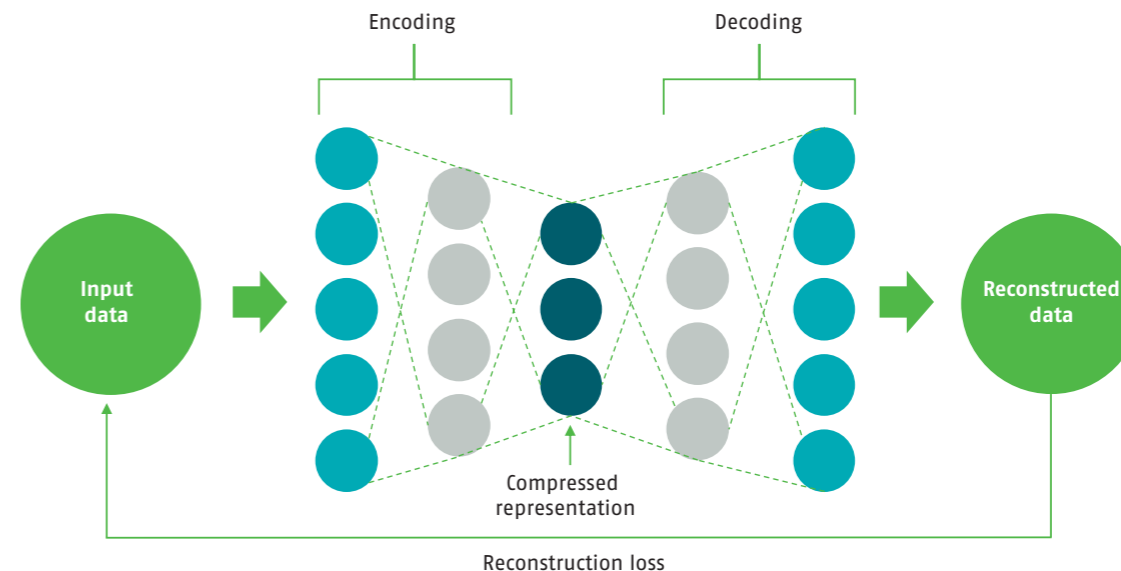 Encoding
Decoding
Input
data
Reconstructed
data
Compressed
representation
Reconstruction loss